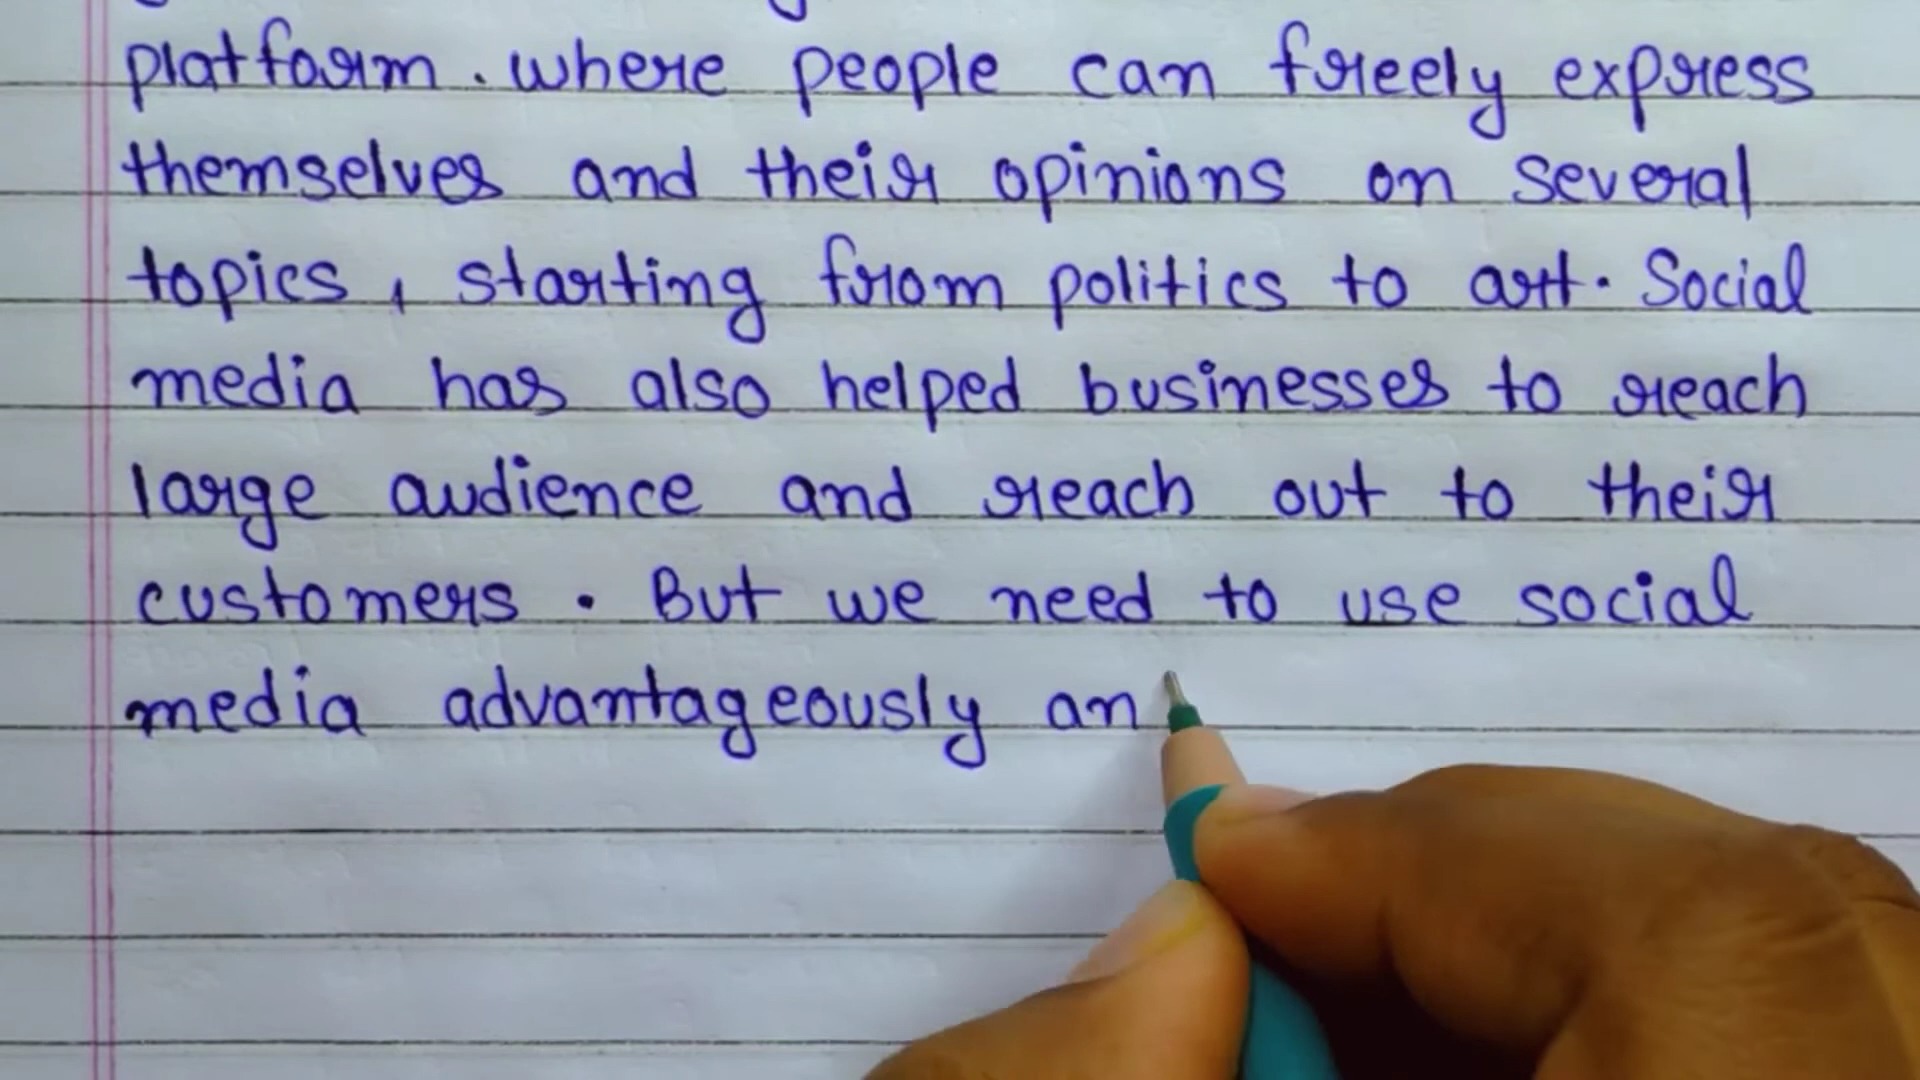 platform. where people can freely express
themselves and their opinions on several
topics, starting from politics to art. Social
media has also helped businesses to reach
large audience and reach out to their
customers. But we need to use social
media advantageously an